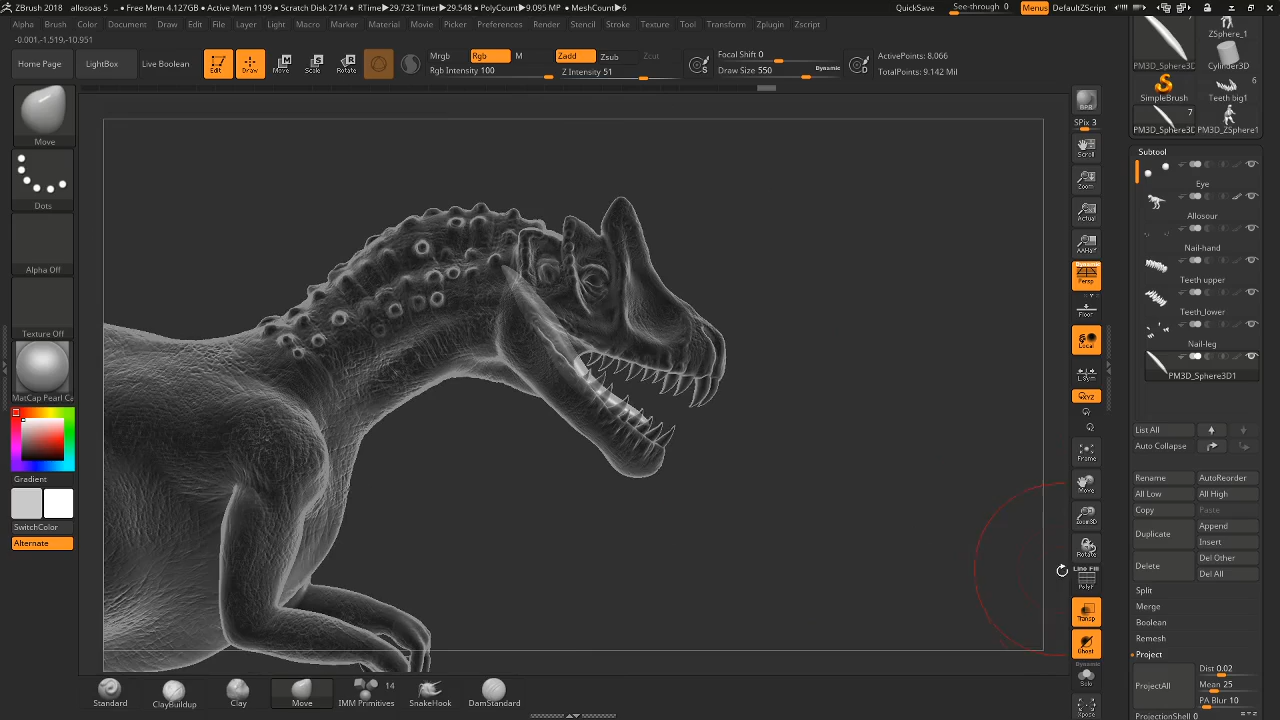 ZBrush 2018 allosoas 5 .. • Free Mem 4.127GB • Active Mem 1199 • Scratch Disk 2174 • RTime▶29.732 Timer▶29.548 • PolyCount▶9.095 MP • MeshCount▶6
QuickSave See-through 0 Menus DefaultZScript
Alpha Brush Color Document Draw Edit File Layer Light Macro Marker Material Movie Picker Preferences Render Stencil Stroke Texture Tool Transform Zplugin Zscript
-0.001,-1.519,-10.951
Home Page LightBox Live Boolean Edit Draw Move Scale Rotate
Mrgb Rgb M Zadd Zsub Zcut
Rgb Intensity 100 Z Intensity 51
Focal Shift 0
Draw Size 550 Dynamic
ActivePoints: 8.066
TotalPoints: 9.142 Mil
Move
Dots
Alpha Off
Texture Off
MatCap Pearl Ca
Gradient
SwitchColor
Alternate
BPR
SPix 3
Scroll
Zoom
Actual
AAHalf
Dynamic
Persp
Floor
Local
L.Sym
XYZ
Frame
Move
Zoom3D
Rotate
Line Fill
PolyF
Transp
Ghost
Dynamic
Solo
Xpose
ZSphere_1
PM3D_Sphere3D Cylinder3D
SimpleBrush Teeth big1 6
PM3D_Sphere3D 7 PM3D_ZSphere1
Subtool
Eye
Allosour
Nail-hand
Teeth upper
Teeth_lower
Nail-leg
PM3D_Sphere3D1
List All
Auto Collapse
Rename AutoReorder
All Low All High
Copy Paste
Duplicate Append
Insert
Delete Del Other
Del All
Split
Merge
Boolean
Remesh
Project
ProjectAll Dist 0.02
Mean 25
PA Blur 10
ProjectionShell 0
Standard ClayBuildup Clay Move IMM Primitives 14 SnakeHook DamStandard